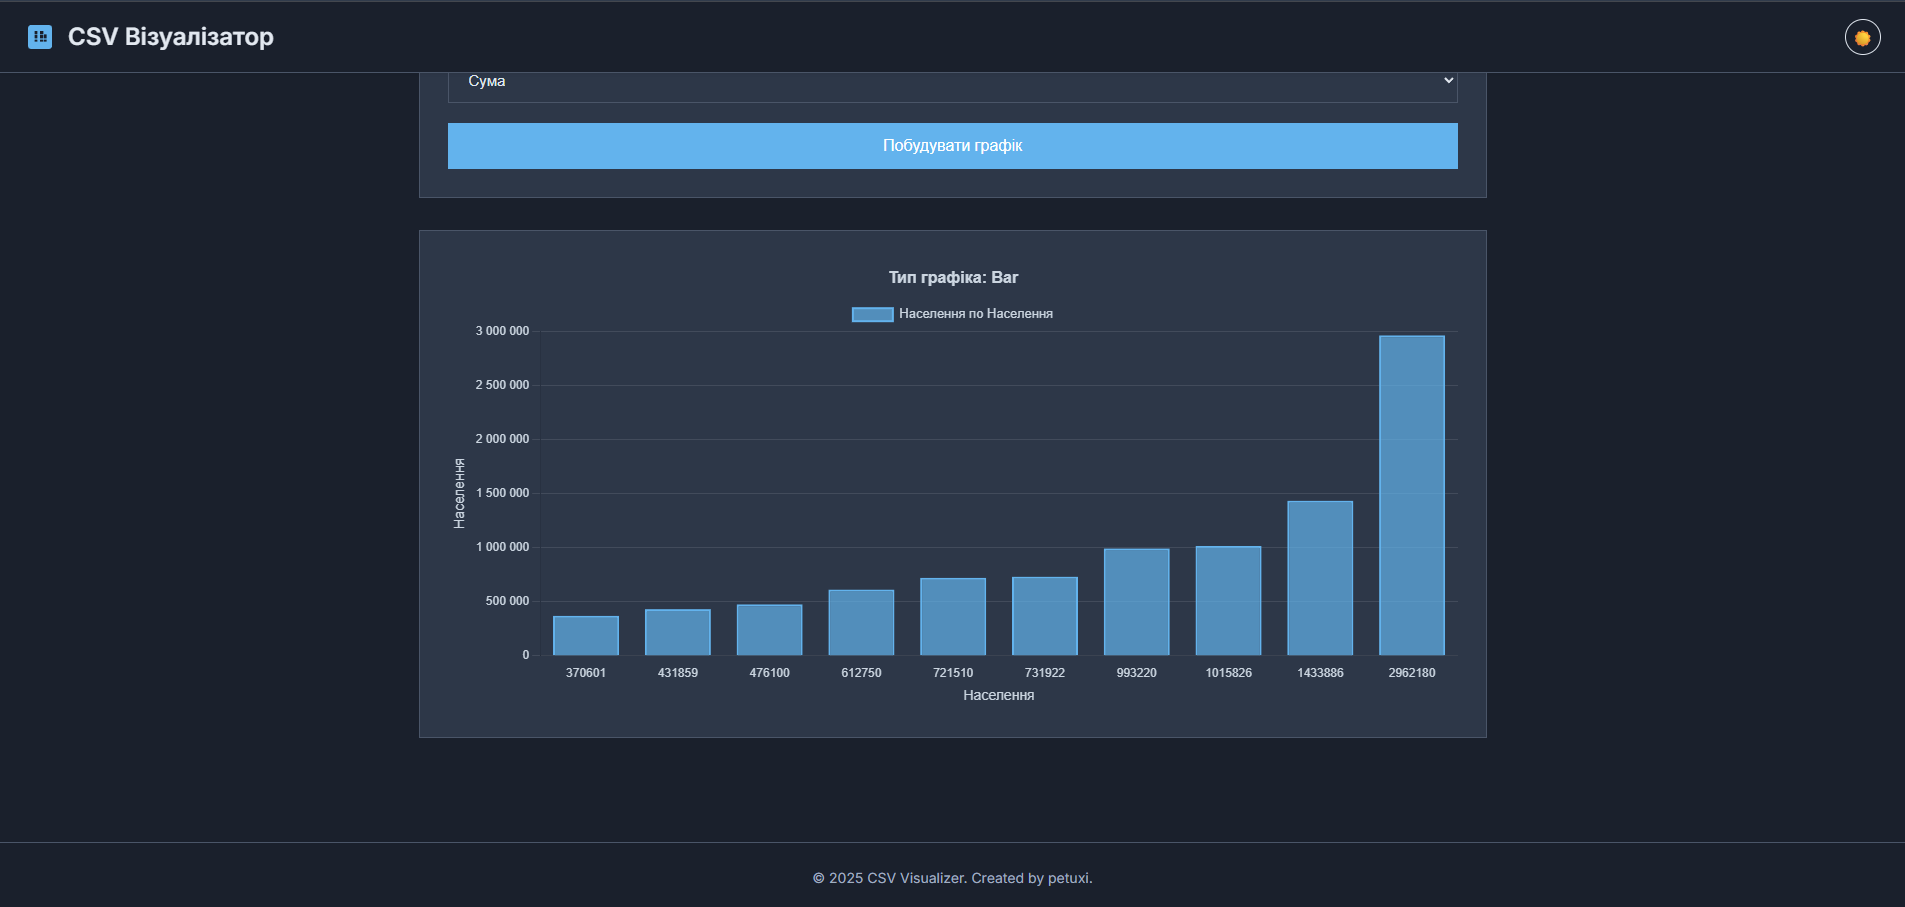 CSV Візуалізатор
Сума
Побудувати графік
Тип графіка: Bar
Населення по Населення
3 000 000
2 500 000
2 000 000
1 500 000
1 000 000
500 000
0
Населення
370601 431859 476100 612750 721510 731922 993220 1015826 1433886 2962180
Населення
© 2025 CSV Visualizer. Created by petuxi.